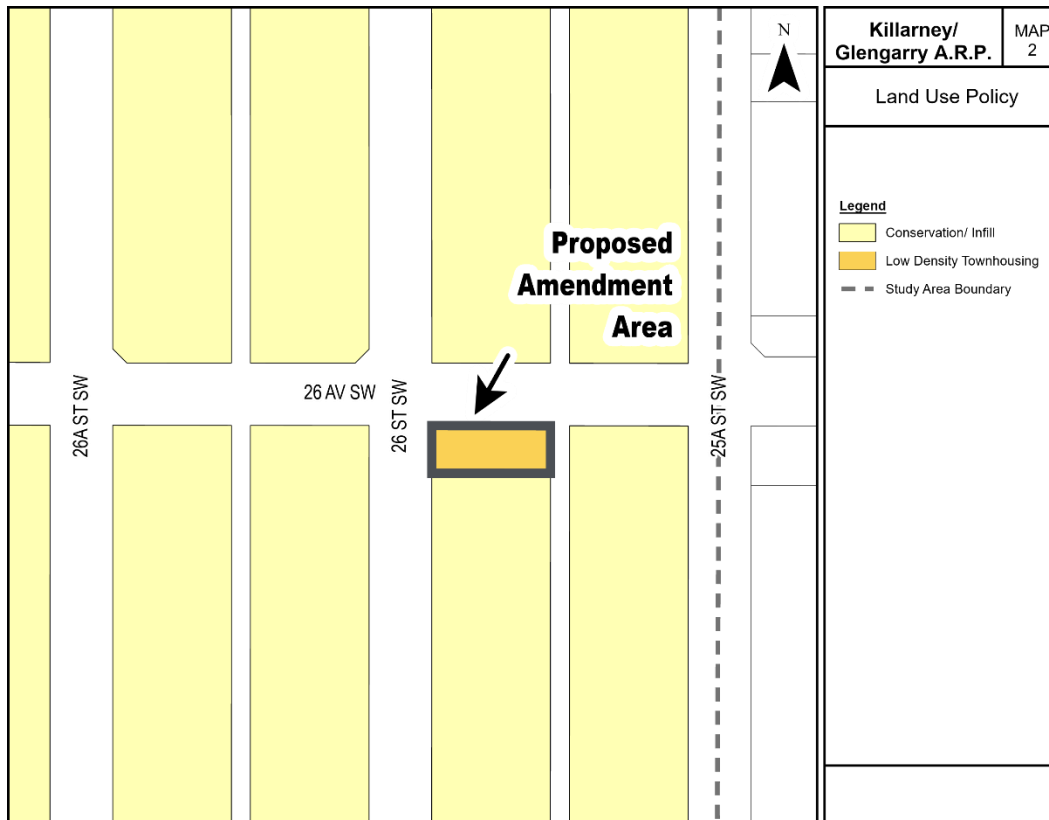 N
Proposed
Amendment
Area
26 AV SW
26A ST SW
26 ST SW
25A ST SW
Killarney/
Glengarry A.R.P.
MAP
2
Land Use Policy
Legend
Conservation/ Infill
Low Density Townhousing
Study Area Boundary